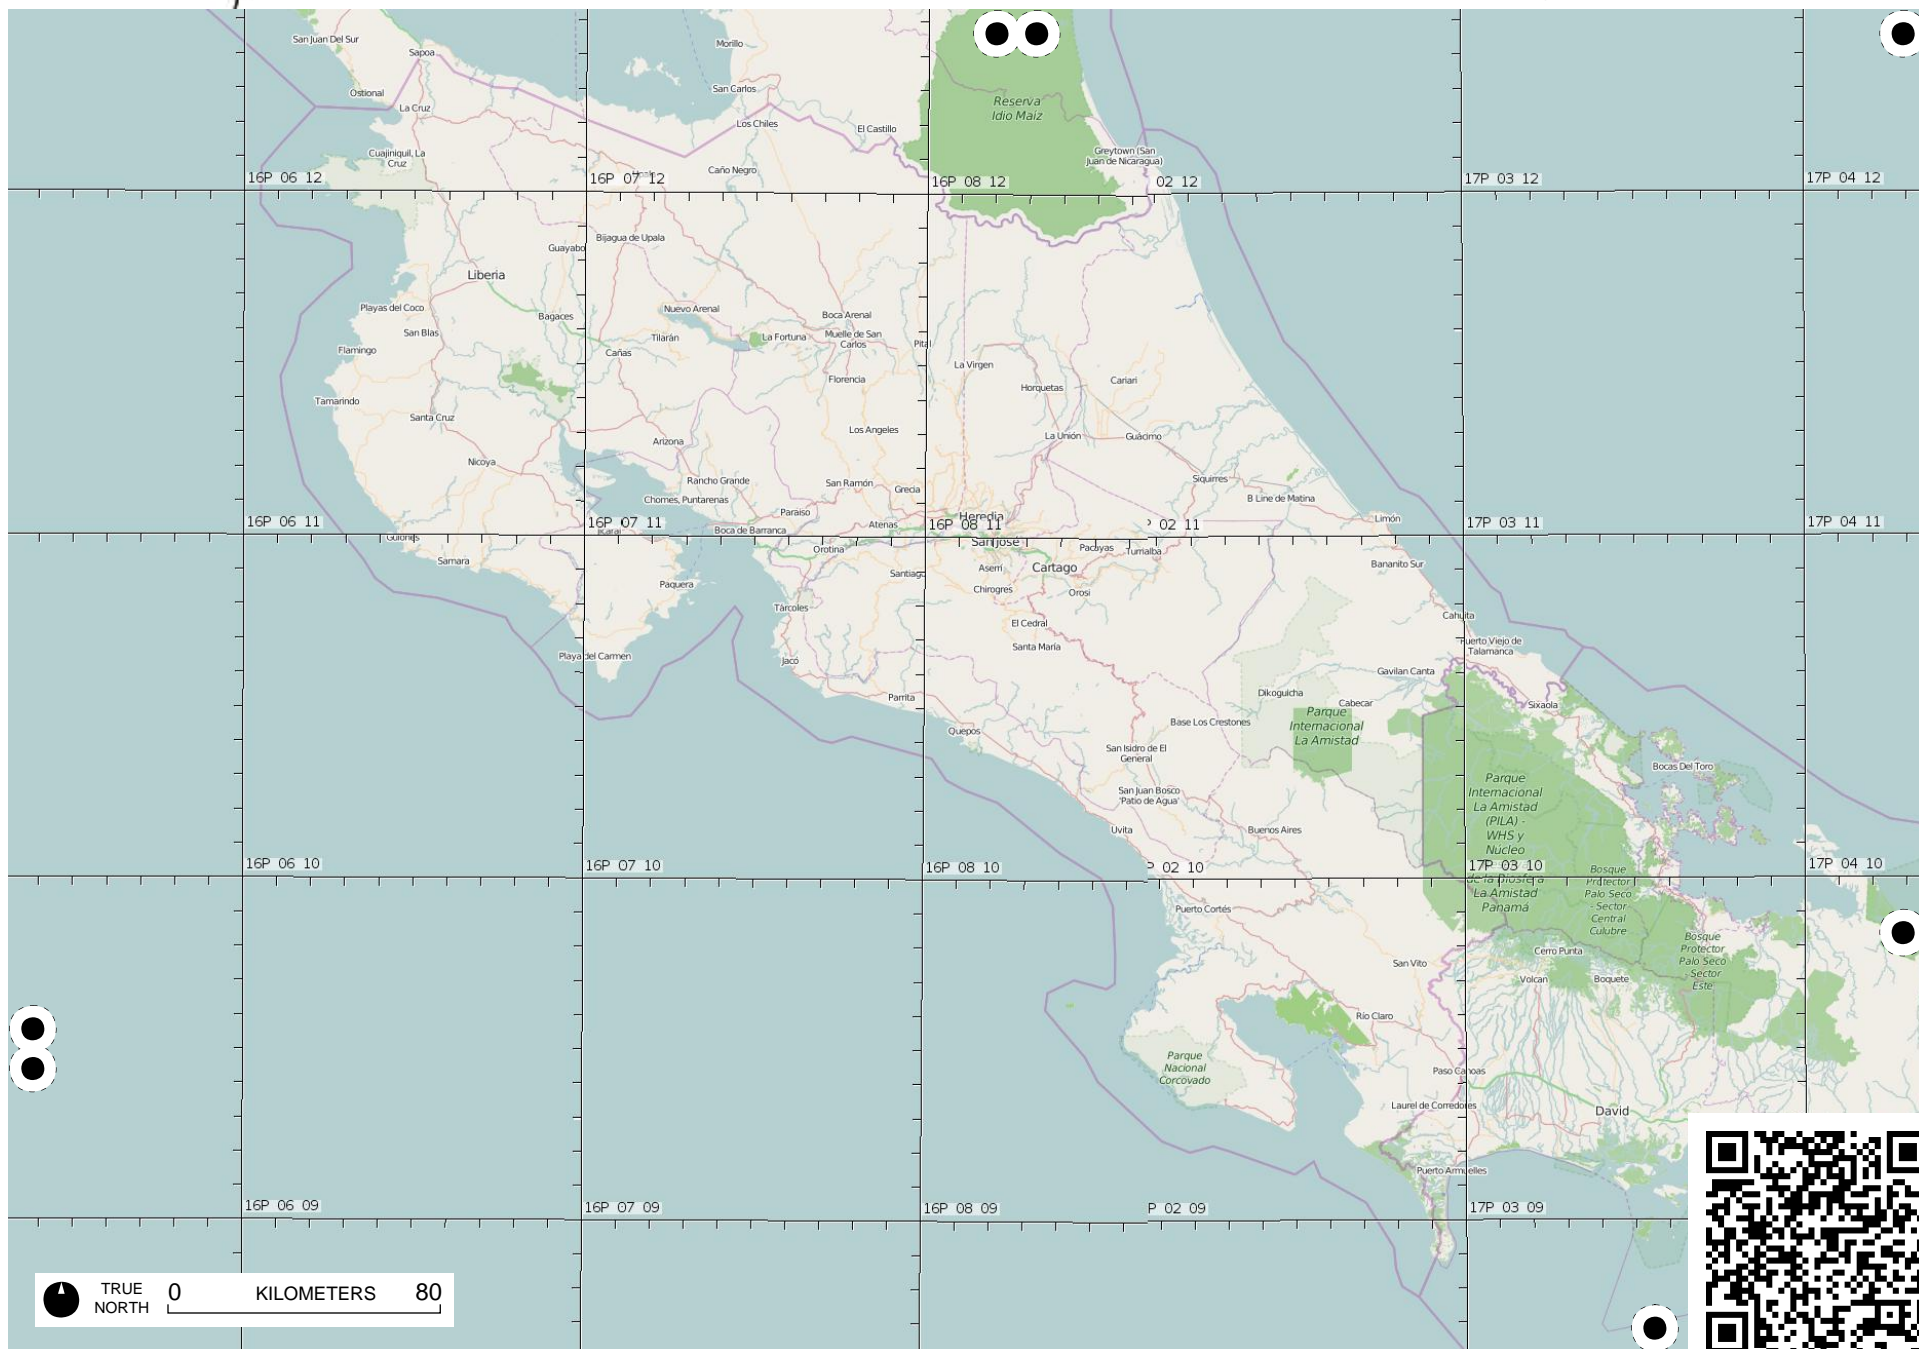 San Juan Del Sur
Sapoa
Morillo
San Carlos
Ostional
La Cruz
Los Chiles
El Castillo
Reserva
Idio Maiz
Cuajiniquil, La
Cruz
Caño Negro
Greytown (San
Juan de Nicaragua)
16P 06 12
16P 07 12
16P 08 12
02 12
17P 03 12
17P 04 12
Guayabo
Bijagua de Upala
Liberia
Playas del Coco
Bagaces
Nuevo Arenal
Boca Arenal
San Blas
Tilarán
La Fortuna
Muelle de San
Carlos
Pital
Flamingo
Cañas
La Virgen
Florencia
Horquetas
Cariari
Tamarindo
Santa Cruz
Arizona
Los Angeles
La Unión
Guácimo
Nicoya
Rancho Grande
San Ramón
Grecia
Siquirres
Chomes, Puntarenas
B Line de Matina
Paraiso
Heredia
Limón
16P 06 11
16P 07 11
Boca de Barranca
Atenas
16P 08 11
02 11
17P 03 11
17P 04 11
San José
Orotina
Pacayas
Turrialba
Samara
Santiago
Aserrí
Cartago
Bananito Sur
Paquera
Chirogres
Orosi
Tárcoles
El Cedral
Cahuita
Santa María
Puerto Viejo de
Talamanca
Playa del Carmen
Jacó
Gavilan Canta
Parrita
Dikoguicha
Cabecar
Sixaola
Quepos
Base Los Crestones
Parque
Internacional
La Amistad
San Isidro de El
General
Bocas Del Toro
San Juan Bosco
'Patio de Agua'
Parque
Internacional
La Amistad
(PILA) -
WHS y
Núcleo
de la Biosfera
La Amistad
Panamá
Uvita
Buenos Aires
16P 06 10
16P 07 10
16P 08 10
P 02 10
17P 03 10
17P 04 10
Bosque
Protector
Palo Seco
- Sector
Central
Culubre
Puerto Cortés
Bosque
Protector
Palo Seco
- Sector
Este
San Vito
Cerro Punta
Volcan
Boquete
Río Claro
Parque
Nacional
Corcovado
Paso Canoas
Laurel de Corredores
David
Puerto Armuelles
16P 06 09
16P 07 09
16P 08 09
P 02 09
17P 03 09
TRUE
NORTH
0 KILOMETERS 80